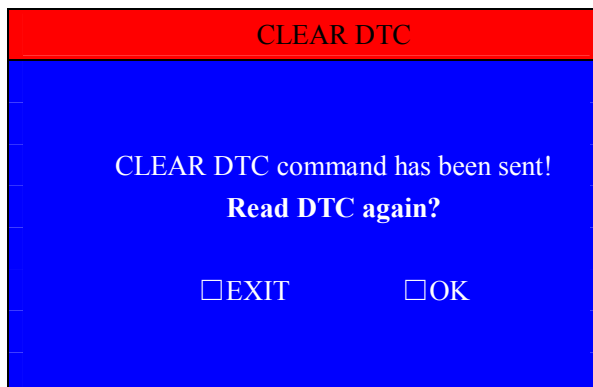 CLEAR DTC
CLEAR DTC command has been sent!
Read DTC again?
□EXIT □OK